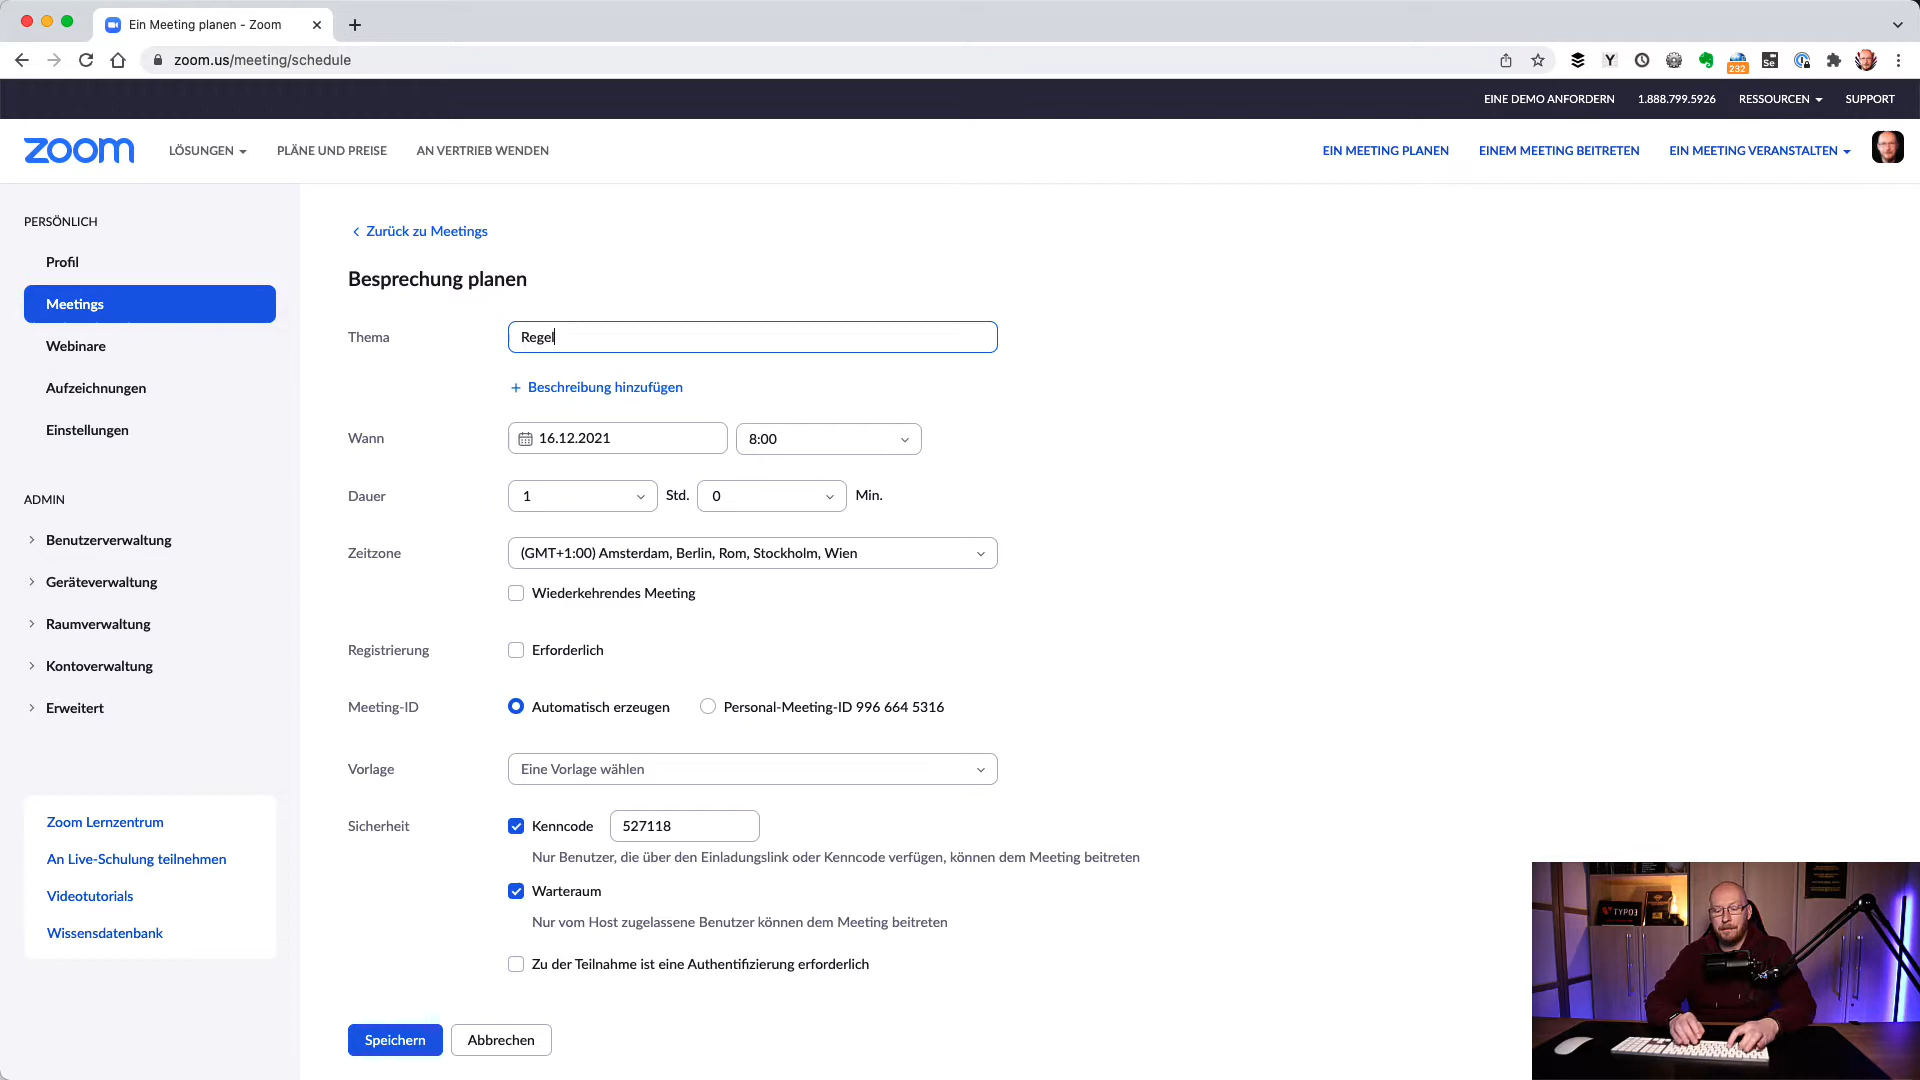 Ein Meeting planen - Zoom
zoom.us/meeting/schedule
Y
232
Se
EINE DEMO ANFORDERN 1.888.799.5926 RESSOURCEN SUPPORT
zoom LÖSUNGEN PLÄNE UND PREISE AN VERTRIEB WENDEN EIN MEETING PLANEN EINEM MEETING BEITRETEN EIN MEETING VERANSTALTEN
PERSÖNLICH
Profil
Meetings
Webinare
Aufzeichnungen
Einstellungen
ADMIN
Benutzerverwaltung
Geräteverwaltung
Raumverwaltung
Kontoverwaltung
Erweitert
Zoom Lernzentrum
An Live-Schulung teilnehmen
Videotutorials
Wissensdatenbank
Zurück zu Meetings
Besprechung planen
Thema Regel
+ Beschreibung hinzufügen
Wann 16.12.2021 8:00
Dauer 1 Std. 0 Min.
Zeitzone (GMT+1:00) Amsterdam, Berlin, Rom, Stockholm, Wien
Wiederkehrendes Meeting
Registrierung Erforderlich
Meeting-ID Automatisch erzeugen Personal-Meeting-ID 996 664 5316
Vorlage Eine Vorlage wählen
Sicherheit Kenncode 527118
Nur Benutzer, die über den Einladungslink oder Kenncode verfügen, können dem Meeting beitreten
Warteraum
Nur vom Host zugelassene Benutzer können dem Meeting beitreten
Zu der Teilnahme ist eine Authentifizierung erforderlich
Speichern Abbrechen
TYPO3